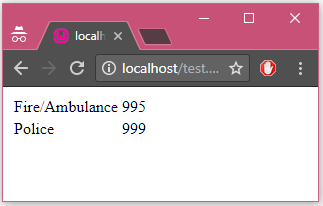 localh
localhost/test....
Fire/Ambulance 995
Police 999